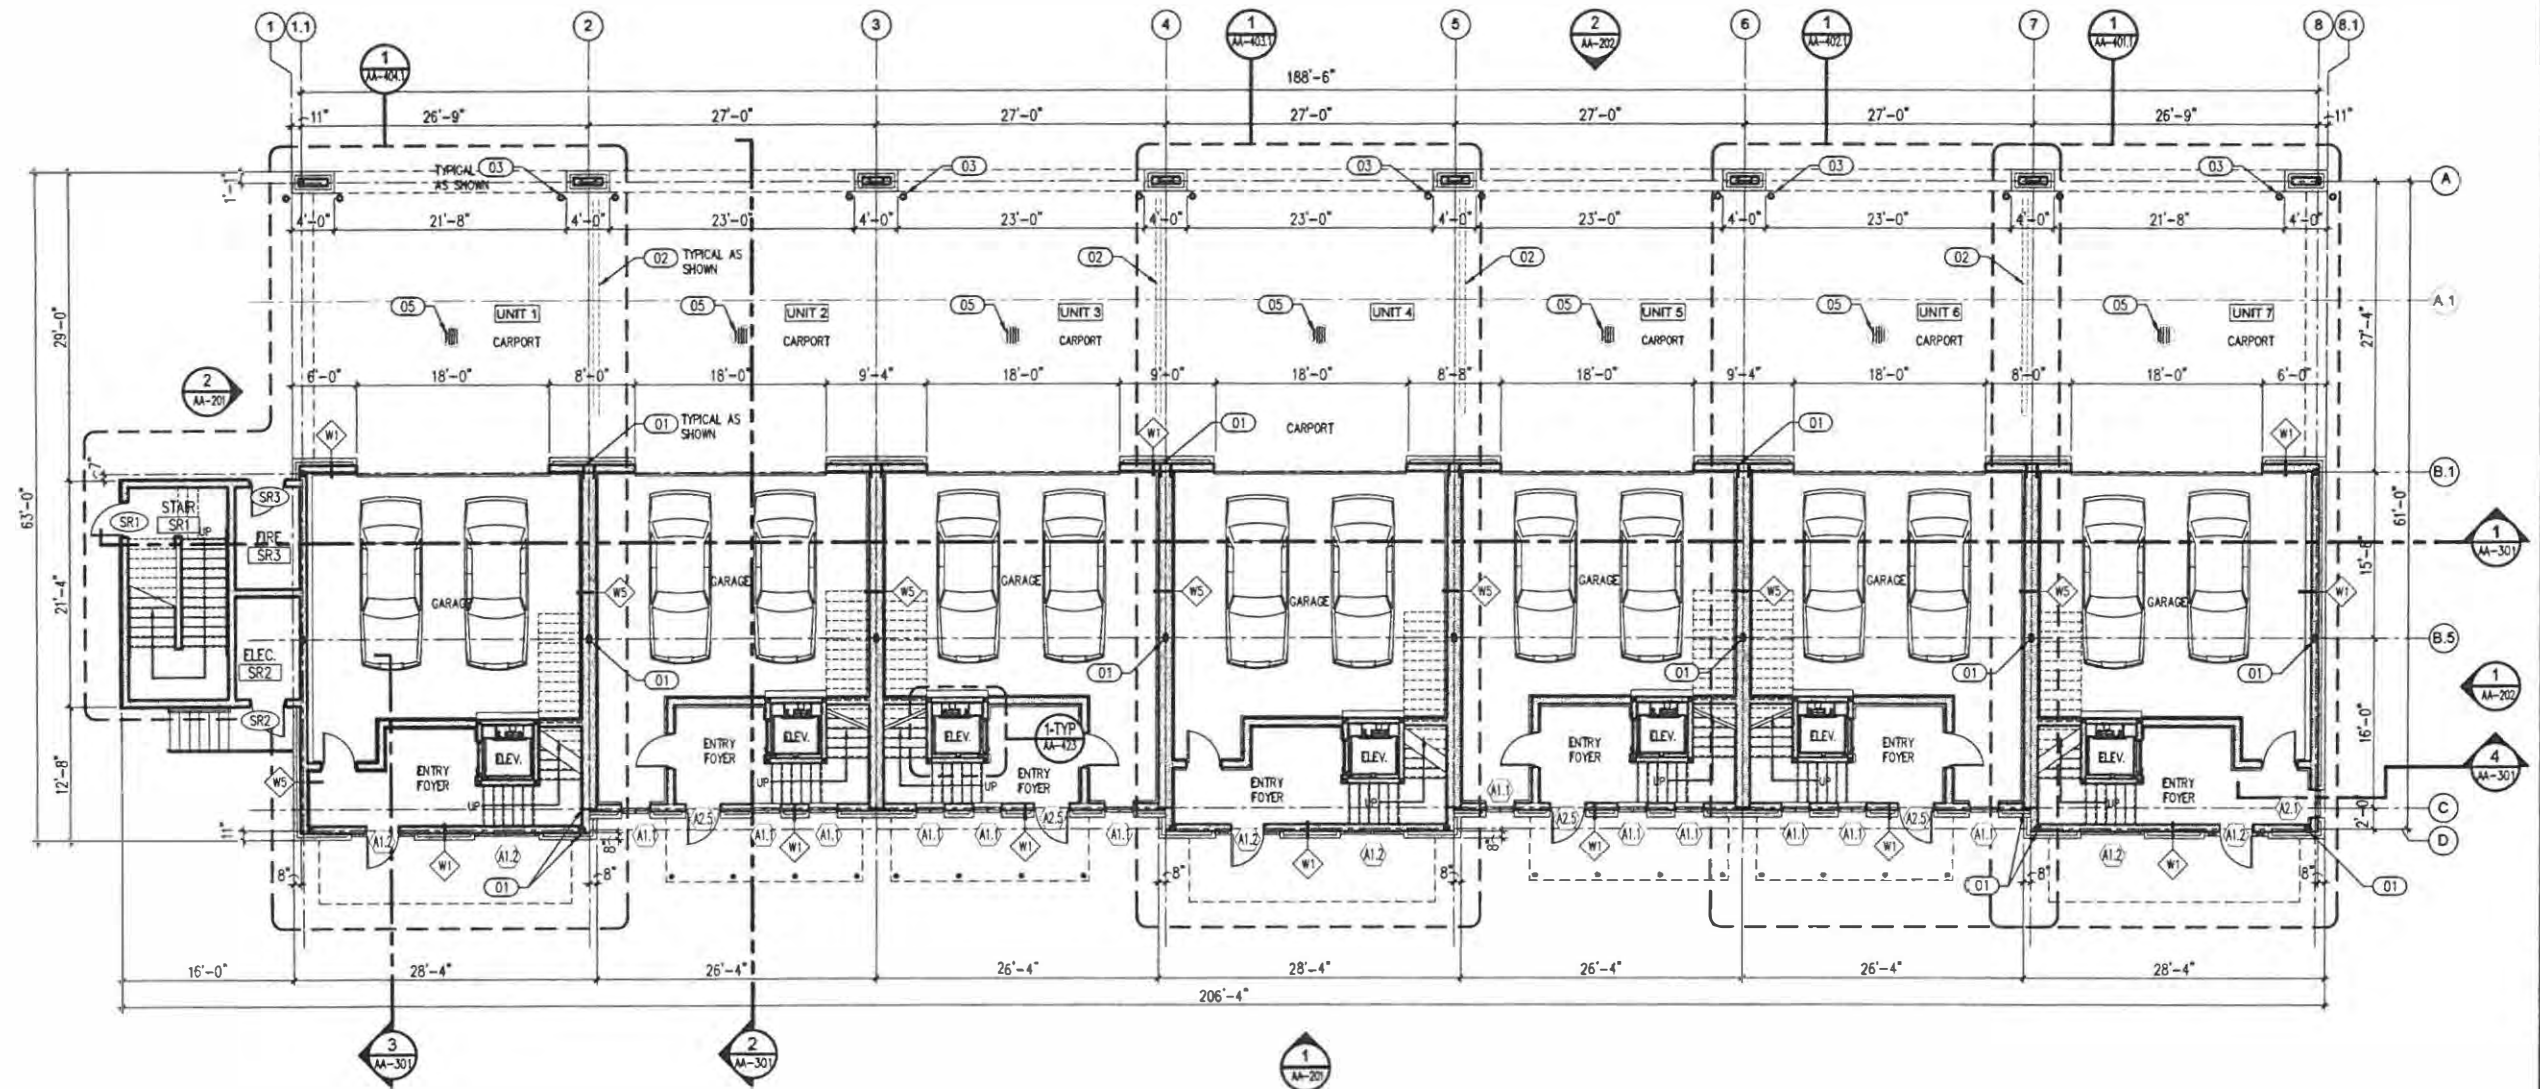 1
1.1
2
3
4
5
6
7
8
8.1
1
AA-404.1
1
AA-403.1
2
AA-202
1
AA-402.1
1
AA-401.1
188'-6"
11"
26'-9"
27'-0"
27'-0"
27'-0"
27'-0"
27'-0"
26'-9"
11"
TYPICAL
AS SHOWN
03
03
03
03
03
A
1'-1"
4'-0"
21'-8"
4'-0"
23'-0"
4'-0"
23'-0"
4'-0"
23'-0"
4'-0"
23'-0"
4'-0"
23'-0"
4'-0"
21'-8"
4'-0"
02
TYPICAL AS
SHOWN
02
02
02
A.1
05
UNIT 1
CARPORT
05
UNIT 2
CARPORT
05
UNIT 3
CARPORT
05
UNIT 4
05
UNIT 5
CARPORT
05
UNIT 6
CARPORT
05
UNIT 7
CARPORT
29'-0"
27'-4"
2
AA-201
6'-0"
18'-0"
8'-0"
18'-0"
9'-4"
18'-0"
9'-0"
18'-0"
8'-8"
18'-0"
9'-4"
18'-0"
8'-0"
18'-0"
6'-0"
W1
01
TYPICAL AS
SHOWN
W1
01
CARPORT
01
W1
7"
B.1
63'-0"
61'-0"
STAIR
SR1
SR1
UP
SR3
FIRE
SR3
1
AA-301
15'-6"
21'-4"
GARAGE
W5
GARAGE
W5
GARAGE
W5
GARAGE
W5
GARAGE
W5
GARAGE
W5
GARAGE
W1
B.5
ELEC.
SR2
SR2
01
01
01
01
01
1
AA-202
16'-0"
12'-8"
W5
ENTRY
FOYER
ELEV.
UP
ENTRY
FOYER
ELEV.
UP
ELEV.
1-TYP
AA-423
ENTRY
FOYER
UP
ENTRY
FOYER
ELEV.
UP
ENTRY
FOYER
ELEV.
UP
ELEV.
ENTRY
FOYER
UP
ELEV.
ENTRY
FOYER
UP
4
AA-301
A1.1
A2.1
2'-0"
C
D
11"
A1.2
W1
A1.2
8"
A1.1
A2.5
A1.1
W1
A1.1
A1.1
A1.1
W1
A1.1
A1.2
W1
A1.2
8"
A2.5
W1
A1.1
A1.1
A1.1
A1.1
W1
A2.5
A1.1
A1.2
W1
A1.2
8"
01
8"
8"
8"
01
8"
8"
01
16'-0"
28'-4"
26'-4"
26'-4"
28'-4"
26'-4"
26'-4"
28'-4"
206'-4"
3
AA-301
2
AA-301
1
AA-201